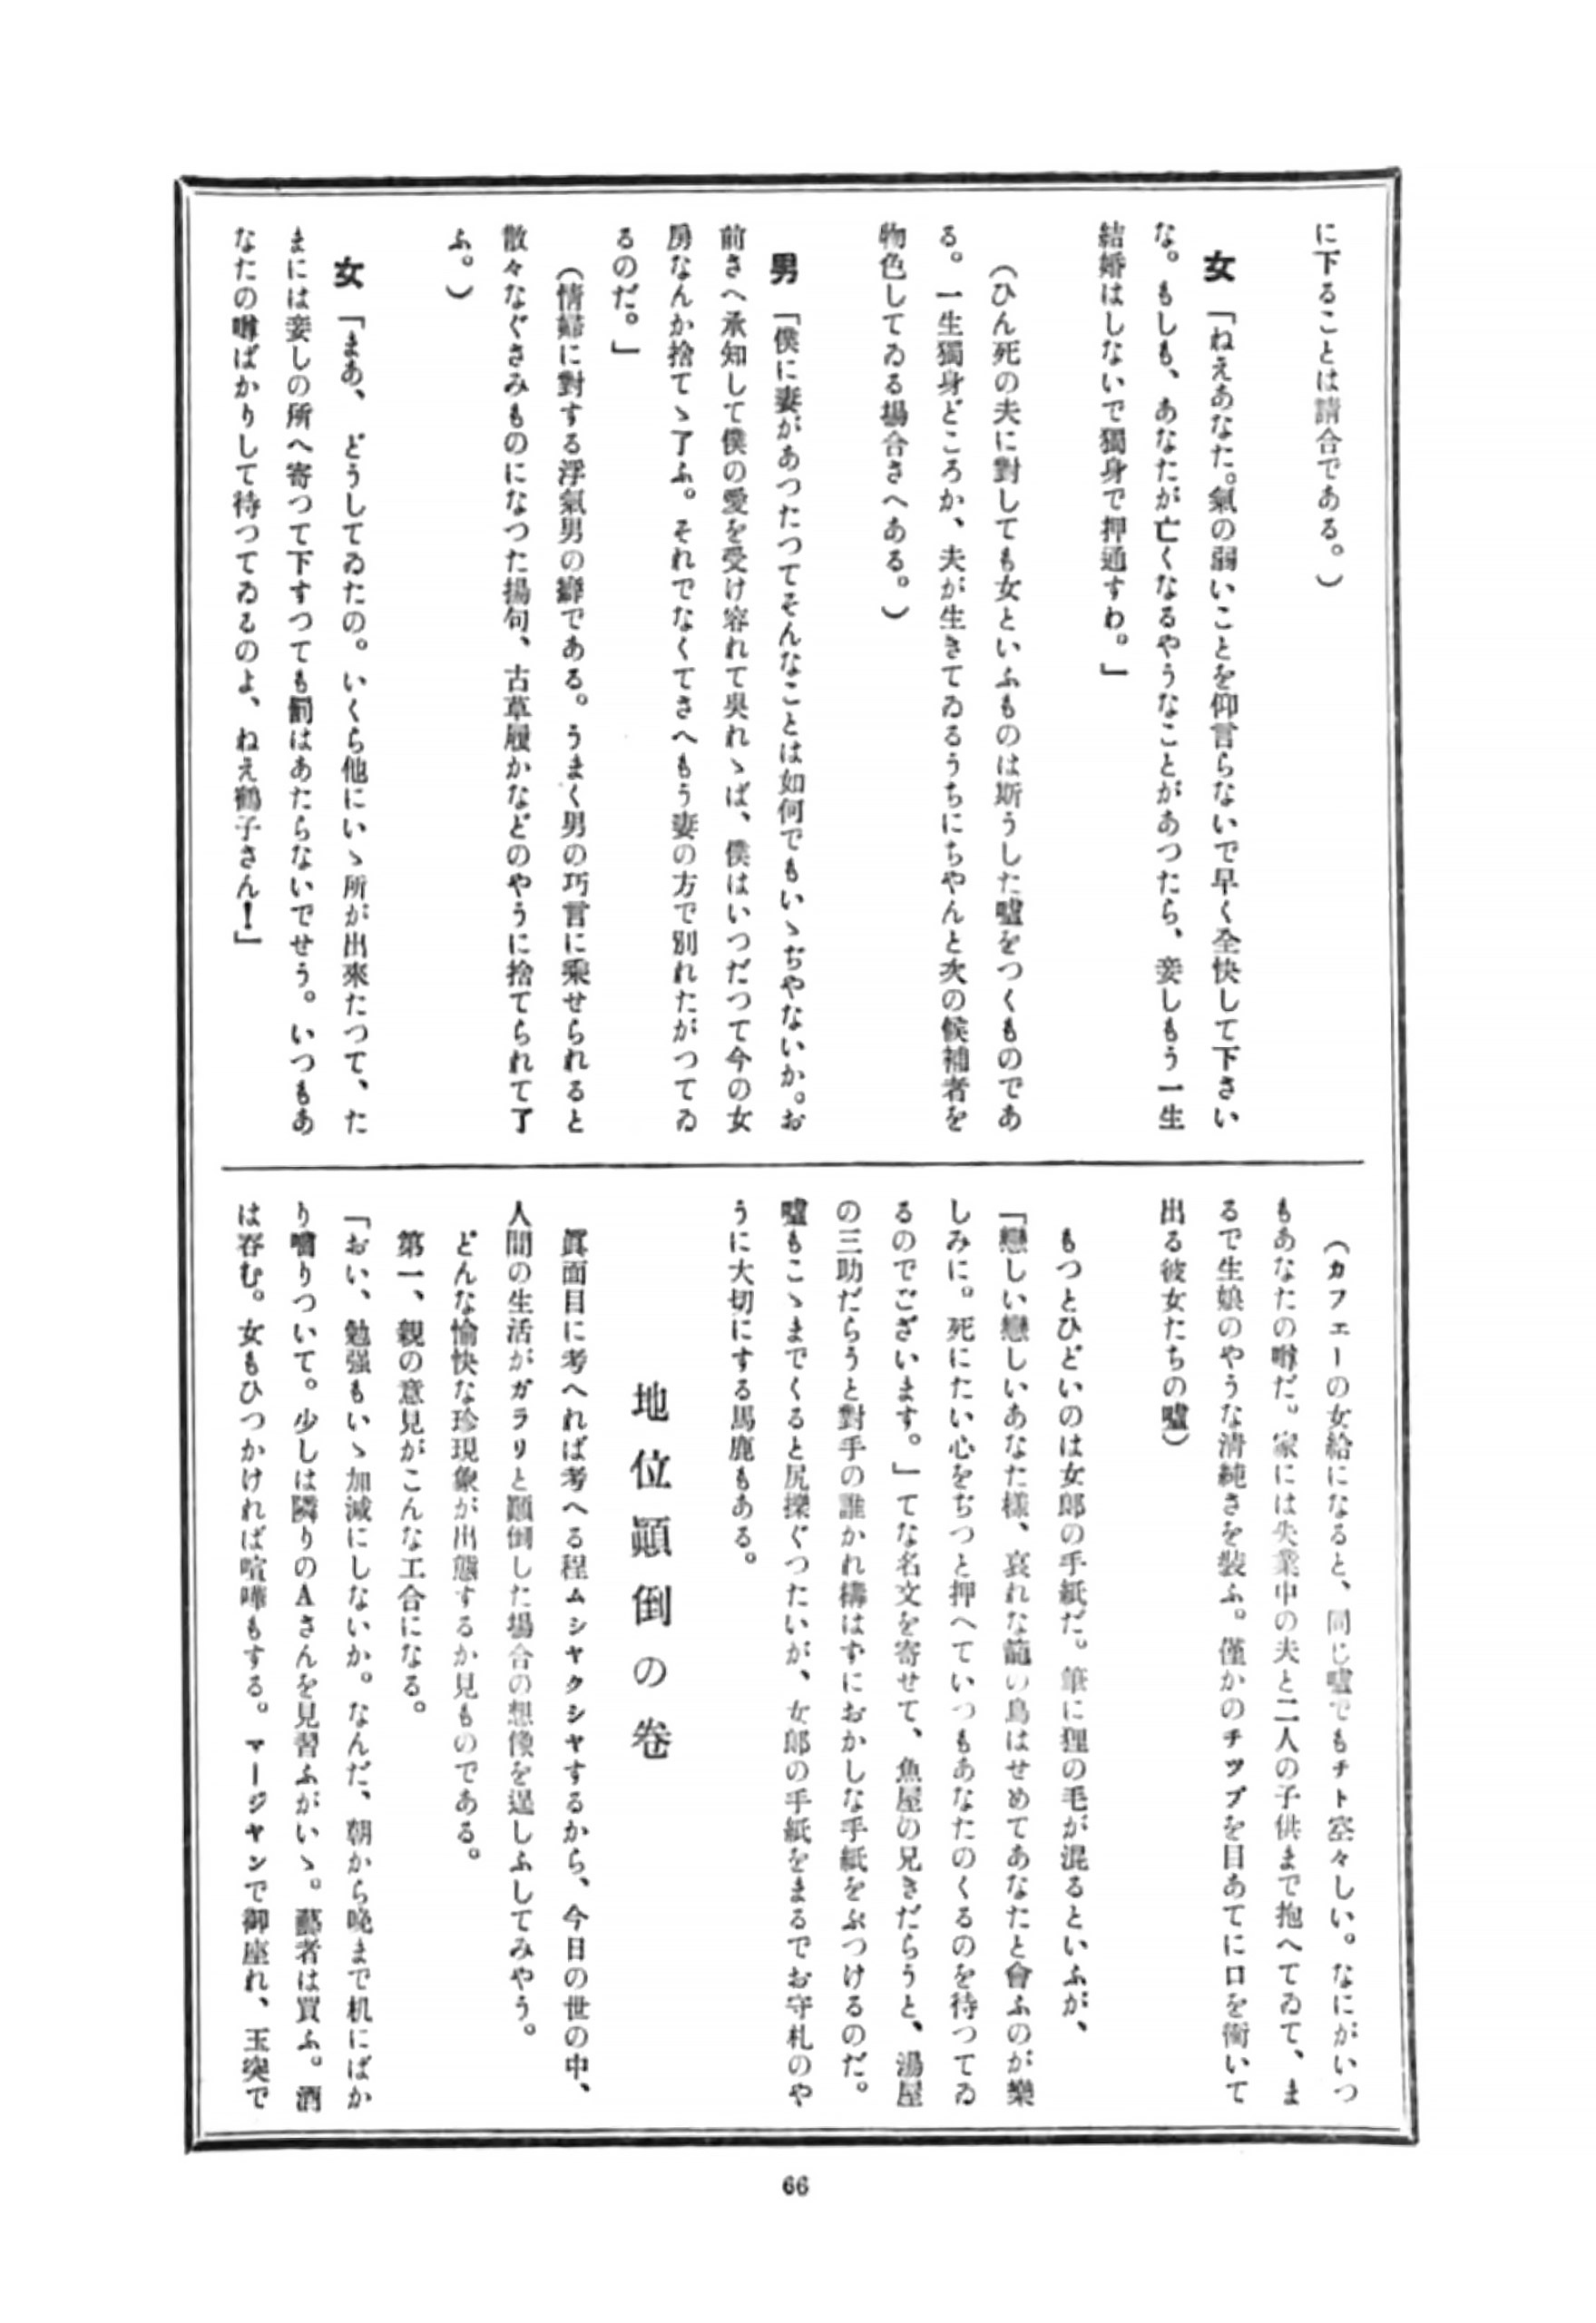 に下ることは請合である。)
女「ねえあなた。氣の弱いことを仰言らないで早く全快して下さい
な。もしも、あなたが亡くなるやうなことがあつたら、妾しもう一生
結婚はしないで獨身で押通すわ。」
(ひん死の夫に對しても女といふものは斯うした噓をつくものであ
る。一生獨身どころか、夫が生きてゐるうちにちやんと次の候補者を
物色してゐる場合さへある。)
男「僕に妻があつたつてそんなことは如何でもいゝぢやないか。お
前さへ承知して僕の愛を受け容れて吳れゝば、僕はいつだつて今の女
房なんか捨てゝ了ふ。それでなくてさへもう妻の方で別れたがつてゐ
るのだ。」
(情婦に對する浮氣男の癖である。うまく男の巧言に乘せられると
散々なぐさみものになつた揚句、古草履かなどのやうに捨てられて了
ふ。)
女「まあ、どうしてゐたの。いくら他にいゝ所が出來たつて、た
まには妾しの所へ寄つて下すつても罰はあたらないでせう。いつもあ
なたの噂ばかりして待つてゐるのよ、ねえ鶴子さん!」
(カフエーの女給になると、同じ噓でもチト空々しい。なにがいつ
もあなたの噂だ。家には失業中の夫と二人の子供まで抱へてゐて、ま
るで生娘のやうな淸純さを裝ふ。僅かのチツプを目あてに口を衝いて
出る彼女たちの噓)
もつとひどいのは女郎の手紙だ。筆に狸の毛が混るといふが、
「戀しい戀しいあなた樣、哀れな籠の鳥はせめてあなたと會ふのが樂
しみに。死にたい心をぢつと押へていつもあなたのくるのを待つてゐ
るのでございます。」てな名文を寄せて、魚屋の兄きだらうと、湯屋
の三助だらうと對手の誰かれ構はずにおかしな手紙をぶつけるのだ。
噓もこゝまでくると尻擽ぐつたいが、女郎の手紙をまるでお守札のや
うに大切にする馬鹿もある。
地位顚倒の卷
眞面目に考へれば考へる程ムシヤクシヤするから、今日の世の中、
人間の生活がガラリと顚倒した場合の想像を逞しふしてみやう。
どんな愉快な珍現象が出態するか見ものである。
第一、親の意見がこんな工合になる。
「おい、勉强もいゝ加減にしないか。なんだ、朝から晩まで机にばか
り嚙りついて。少しは隣りのAさんを見習ふがいゝ。藝者は買ふ。酒
は呑む。女もひつかければ喧嘩もする。マージヤンで御座れ、玉突で
66